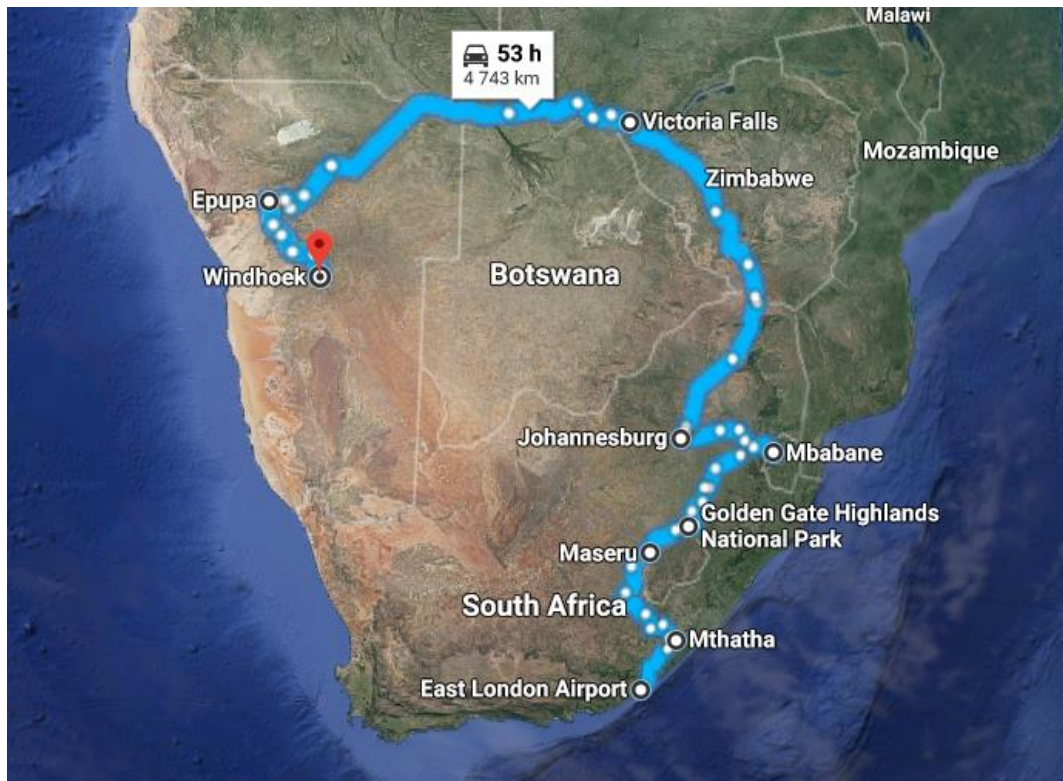 Malawi
53 h
4 743 km
Victoria Falls
Mozambique
Zimbabwe
Epupa
Windhoek
Botswana
Johannesburg
Mbabane
Golden Gate Highlands
National Park
Maseru
South Africa
Mthatha
East London Airport